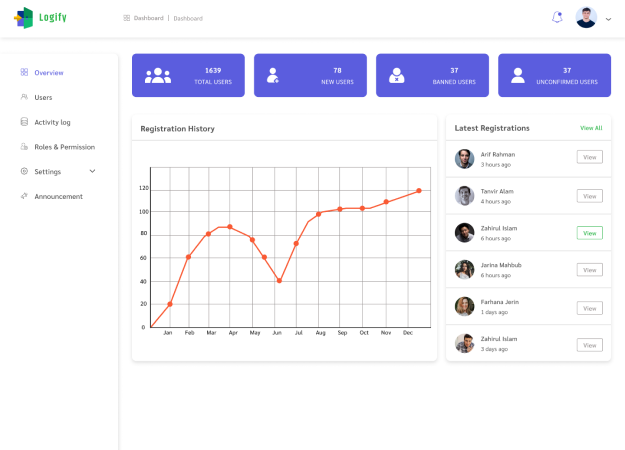 Logify
Dashboard | Dashboard
Overview
Users
Activity log
Roles & Permission
Settings
Announcement
1639
TOTAL USERS
78
NEW USERS
37
BANNED USERS
37
UNCONFIRMED USERS
Registration History
120
100
80
60
40
20
0
Jan Feb Mar Apr May Jun Jul Aug Sep Oct Nov Dec
Latest Registrations View All
Arif Rahman
3 hours ago
View
Tanvir Alam
4 hours ago
View
Zahirul Islam
6 hours ago
View
Jarina Mahbub
6 hours ago
View
Farhana Jerin
1 days ago
View
Zahirul Islam
3 days ago
View